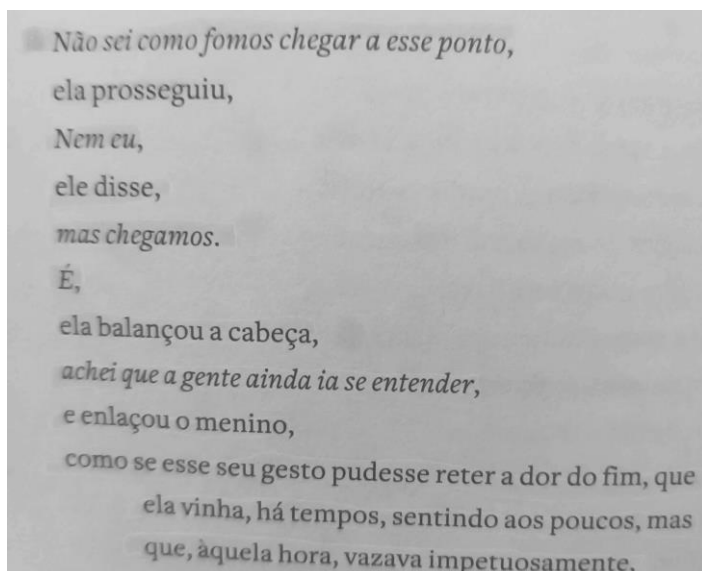 Não sei como fomos chegar a esse ponto,
ela prosseguiu,
Nem eu,
ele disse,
mas chegamos.
É,
ela balançou a cabeça,
achei que a gente ainda ia se entender,
e enlaçou o menino,
como se esse seu gesto pudesse reter a dor do fim, que
ela vinha, há tempos, sentindo aos poucos, mas
que, àquela hora, vazava impetuosamente,